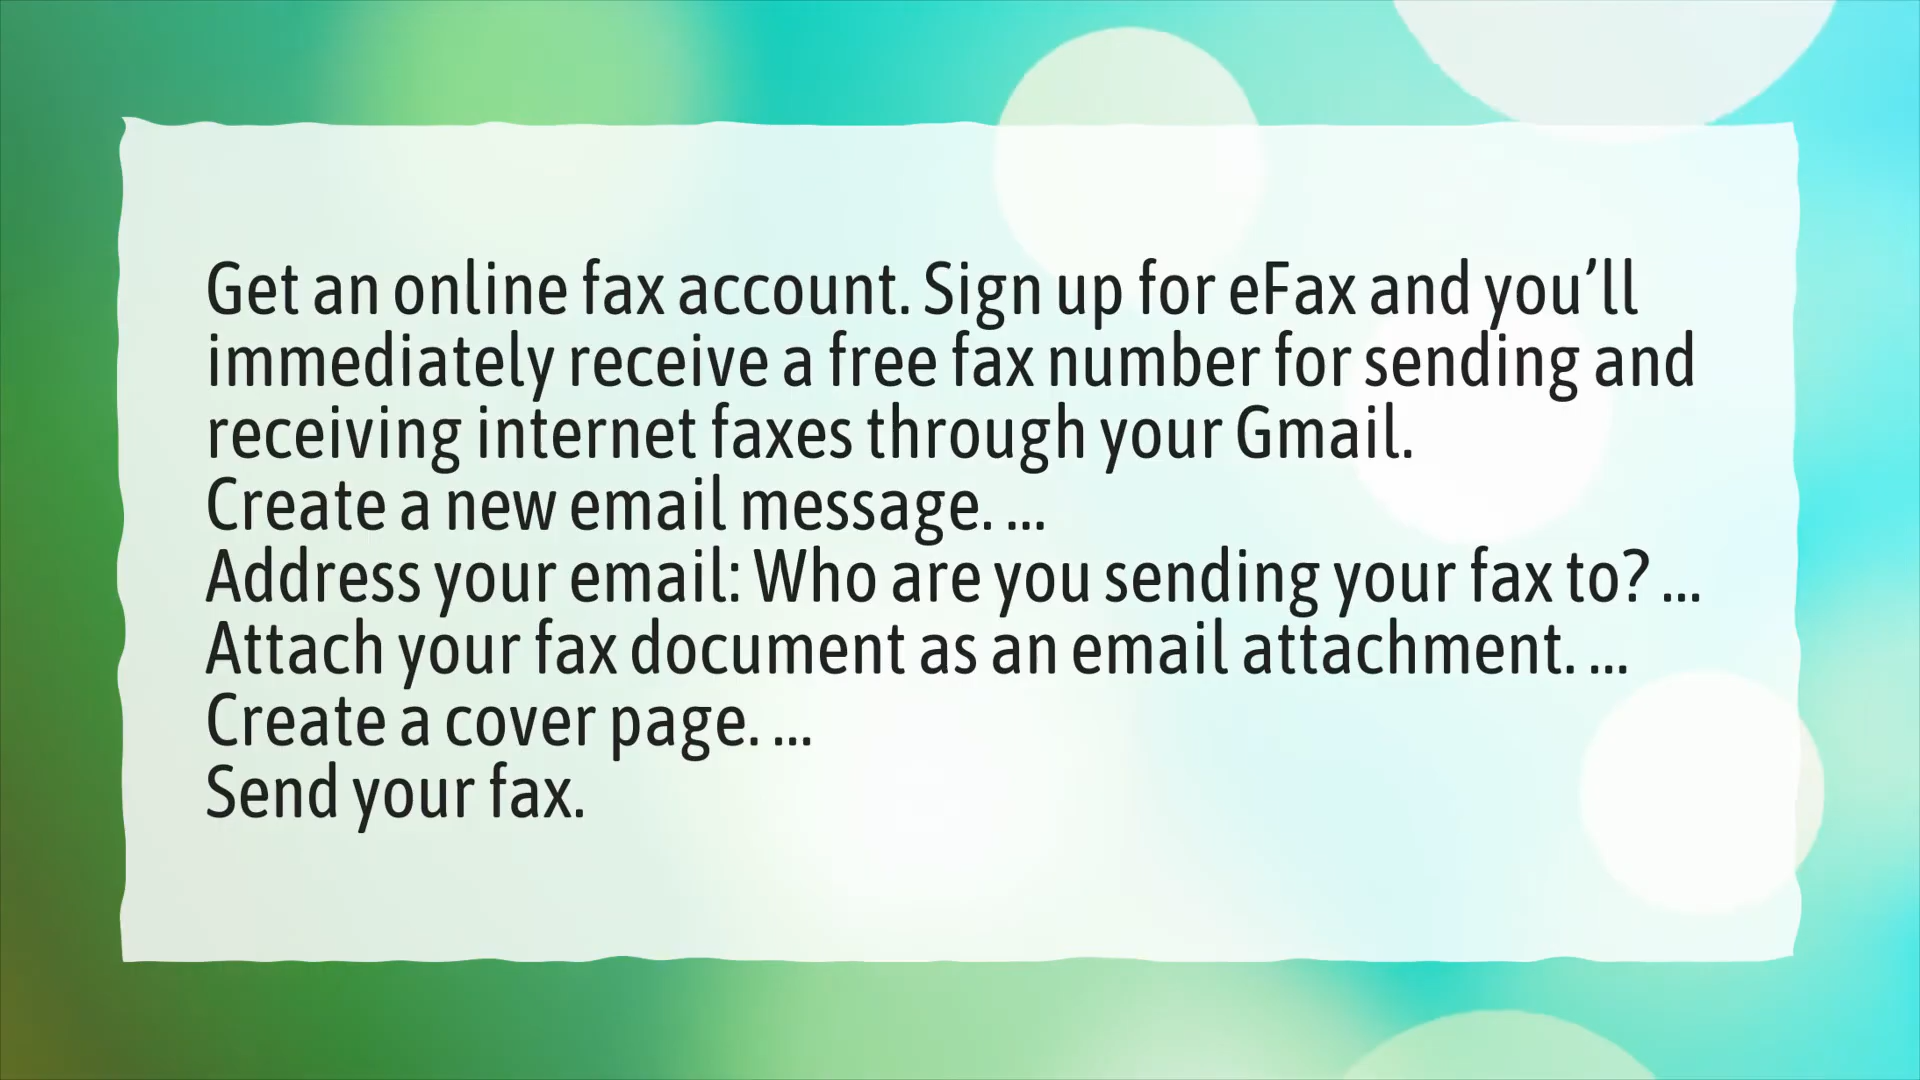 Get an online fax account. Sign up for eFax and you’ll
immediately receive a free fax number for sending and
receiving internet faxes through your Gmail.
Create a new email message. ...
Address your email: Who are you sending your fax to? ...
Attach your fax document as an email attachment. ...
Create a cover page. ...
Send your fax.